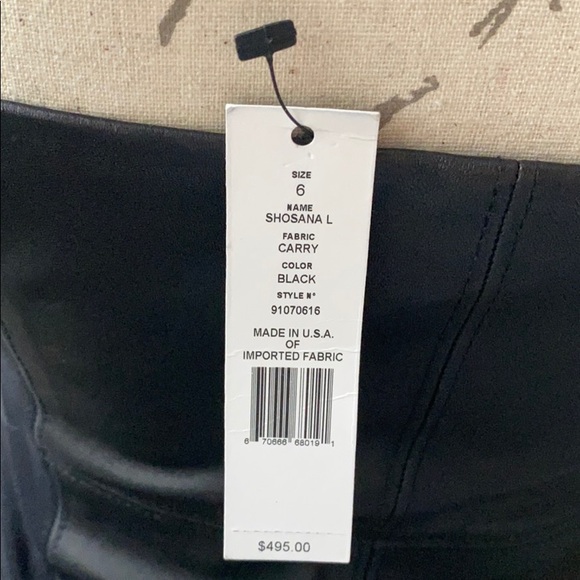 SIZE
6
NAME
SHOSANA L
FABRIC
CARRY
COLOR
BLACK
STYLE Nº
91070616
MADE IN U.S.A.
OF
IMPORTED FABRIC
6 70666 68019 1
$495.00